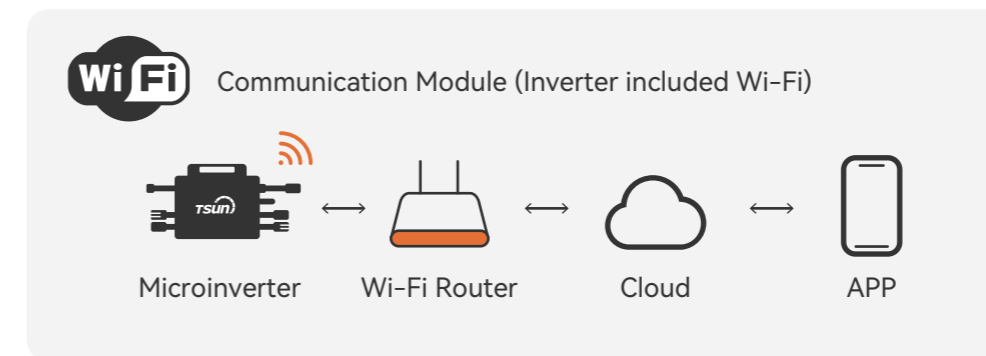 Wi Fi
Communication Module (Inverter included Wi-Fi)
TSUN
Microinverter
Wi-Fi Router
Cloud
APP